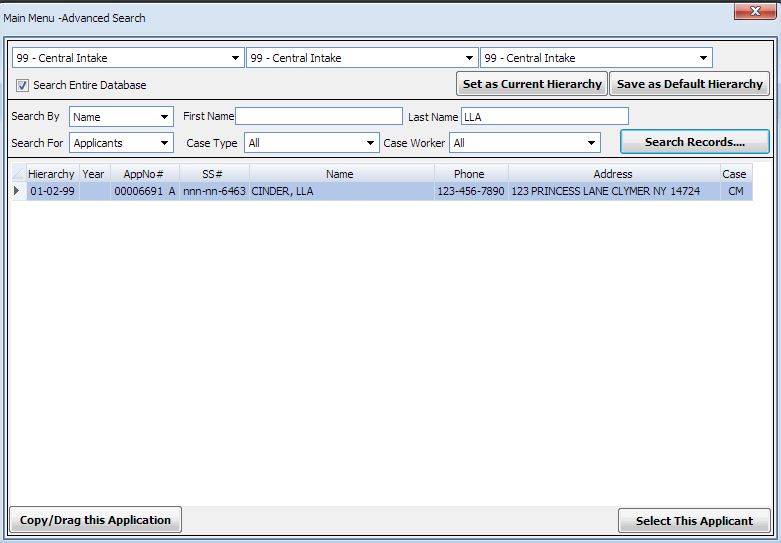 Main Menu -Advanced Search
99 - Central Intake 99 - Central Intake 99 - Central Intake
Search Entire Database Set as Current Hierarchy Save as Default Hierarchy
Search By Name First Name Last Name LLA
Search For Applicants Case Type All Case Worker All Search Records....
Hierarchy Year AppNo# SS# Name Phone Address Case
01-02-99 00006691 A nnn-nn-6463 CINDER, LLA 123-456-7890 123 PRINCESS LANE CLYMER NY 14724 CM
Copy/Drag this Application Select This Applicant